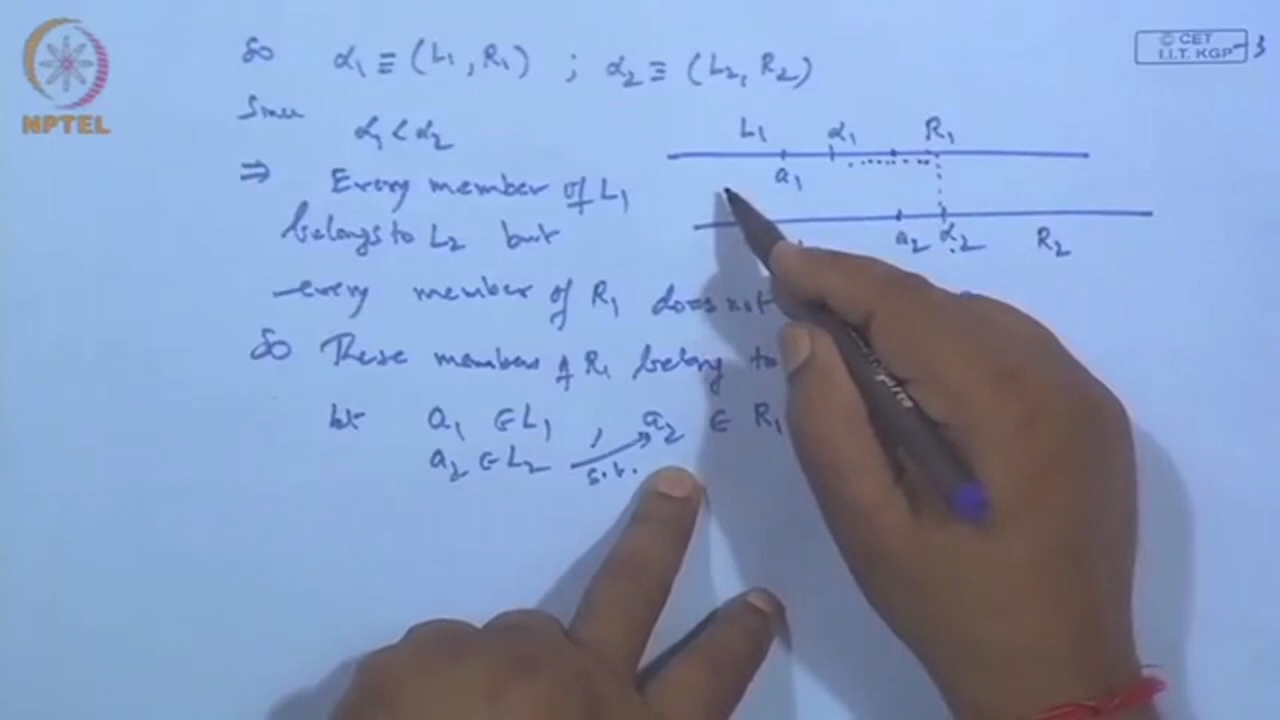 So α₁ ≡ (L₁, R₁) ; α₂ ≡ (L₂, R₂)
© CET
I.I.T. KGP
3
NPTEL
Since
α₁ < α₂
L₁ α₁ R₁
a₁
⇒ Every member of L₁
belongs to L₂ but
a₂ α₂ R₂
every member of R₁ does not
So These members of R₁ belong to
let a₁ ∈ L₁, a₂ ∈ R₁
a₂ ∈ L₂ s.t.